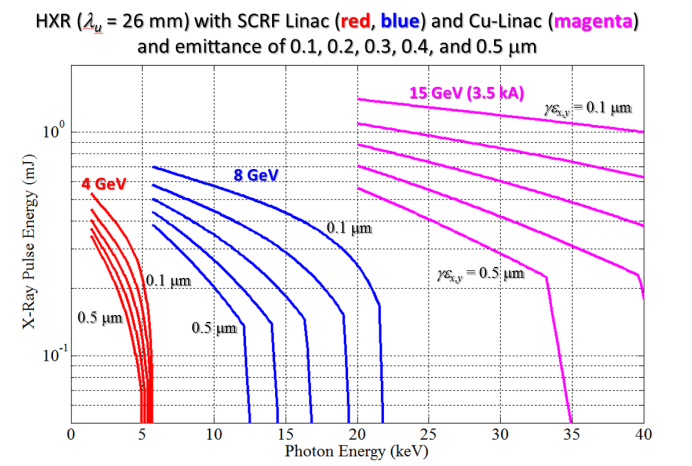 HXR (λu = 26 mm) with SCRF Linac (red, blue) and Cu-Linac (magenta)
and emittance of 0.1, 0.2, 0.3, 0.4, and 0.5 μm
15 GeV (3.5 kA)
γεx,y = 0.1 μm
10^0
8 GeV
4 GeV
0.1 μm
0.1 μm
γεx,y = 0.5 μm
0.5 μm
0.5 μm
10^-1
X-Ray Pulse Energy (mJ)
0 5 10 15 20 25 30 35 40
Photon Energy (keV)